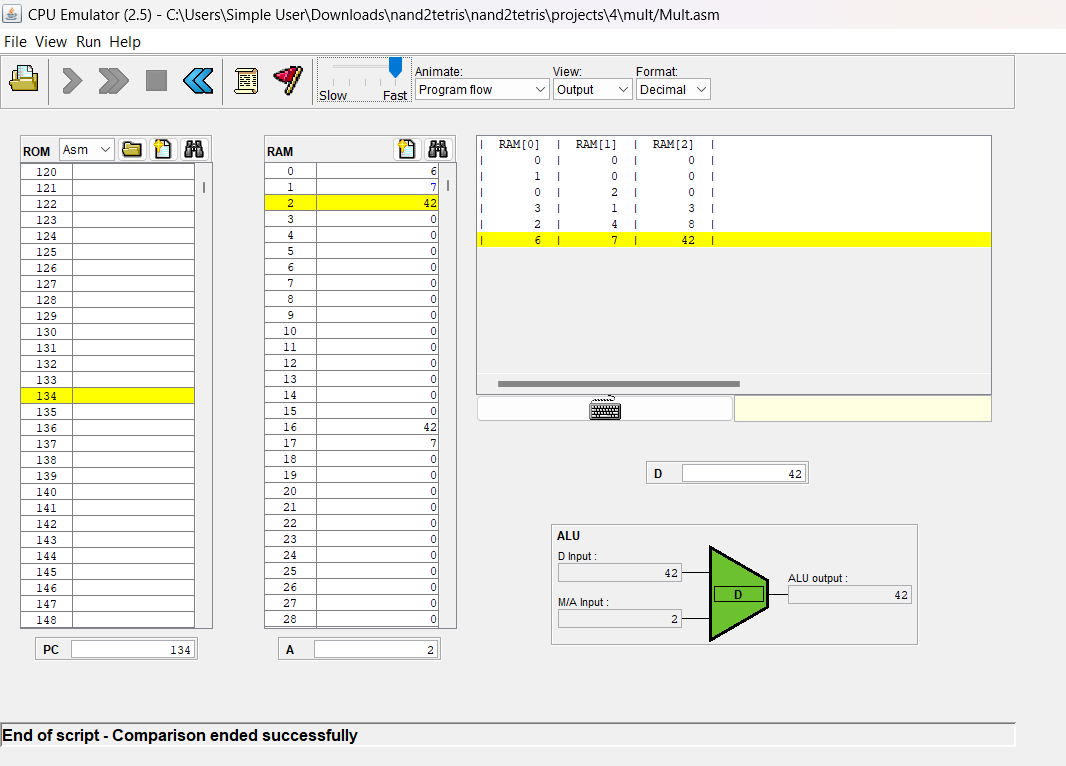 CPU Emulator (2.5) - C:\Users\Simple User\Downloads\nand2tetris\nand2tetris\projects\4\mult/Mult.asm
File View Run Help
Animate: View: Format:
Slow Fast Program flow Output Decimal
ROM Asm
120
121
122
123
124
125
126
127
128
129
130
131
132
133
134
135
136
137
138
139
140
141
142
143
144
145
146
147
148
PC 134
RAM
0 6
1 7
2 42
3 0
4 0
5 0
6 0
7 0
8 0
9 0
10 0
11 0
12 0
13 0
14 0
15 0
16 42
17 7
18 0
19 0
20 0
21 0
22 0
23 0
24 0
25 0
26 0
27 0
28 0
A 2
| RAM[0] | RAM[1] | RAM[2] |
| 0 | 0 | 0 |
| 1 | 0 | 0 |
| 0 | 2 | 0 |
| 3 | 1 | 3 |
| 2 | 4 | 8 |
| 6 | 7 | 42 |
D 42
ALU
D Input :
42
M/A Input :
2
D
ALU output :
42
End of script - Comparison ended successfully